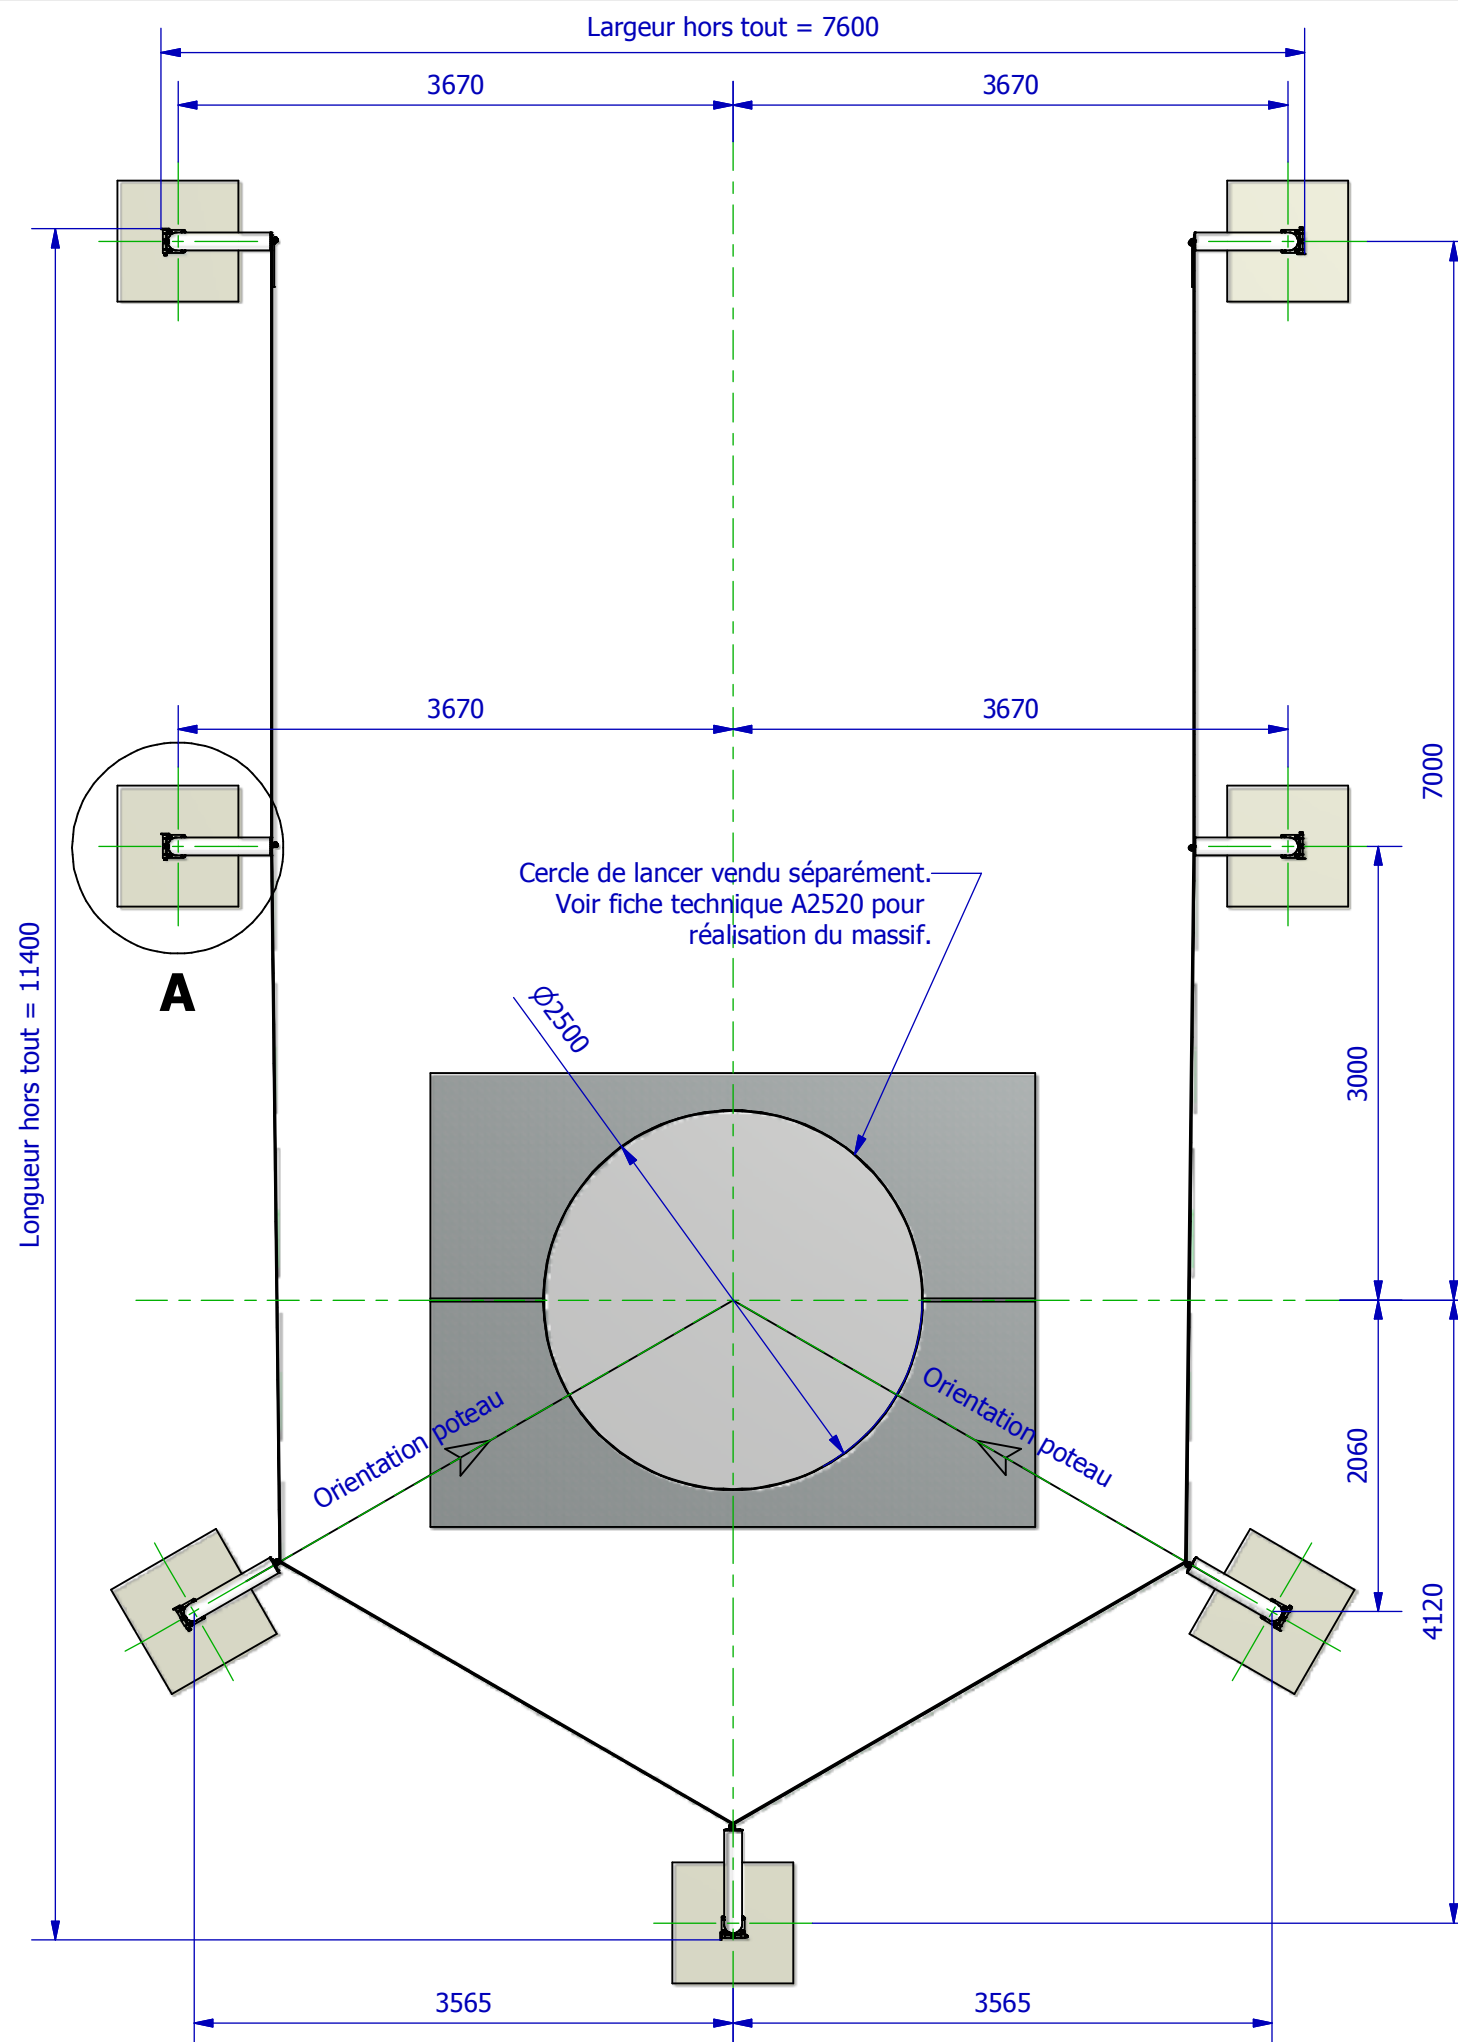 Largeur hors tout = 7600
3670
3670
3670
3670
7000
Cercle de lancer vendu séparément.
Voir fiche technique A2520 pour
réalisation du massif.
A
Longueur hors tout = 11400
Ø2500
3000
Orientation poteau
Orientation poteau
2060
4120
3565
3565